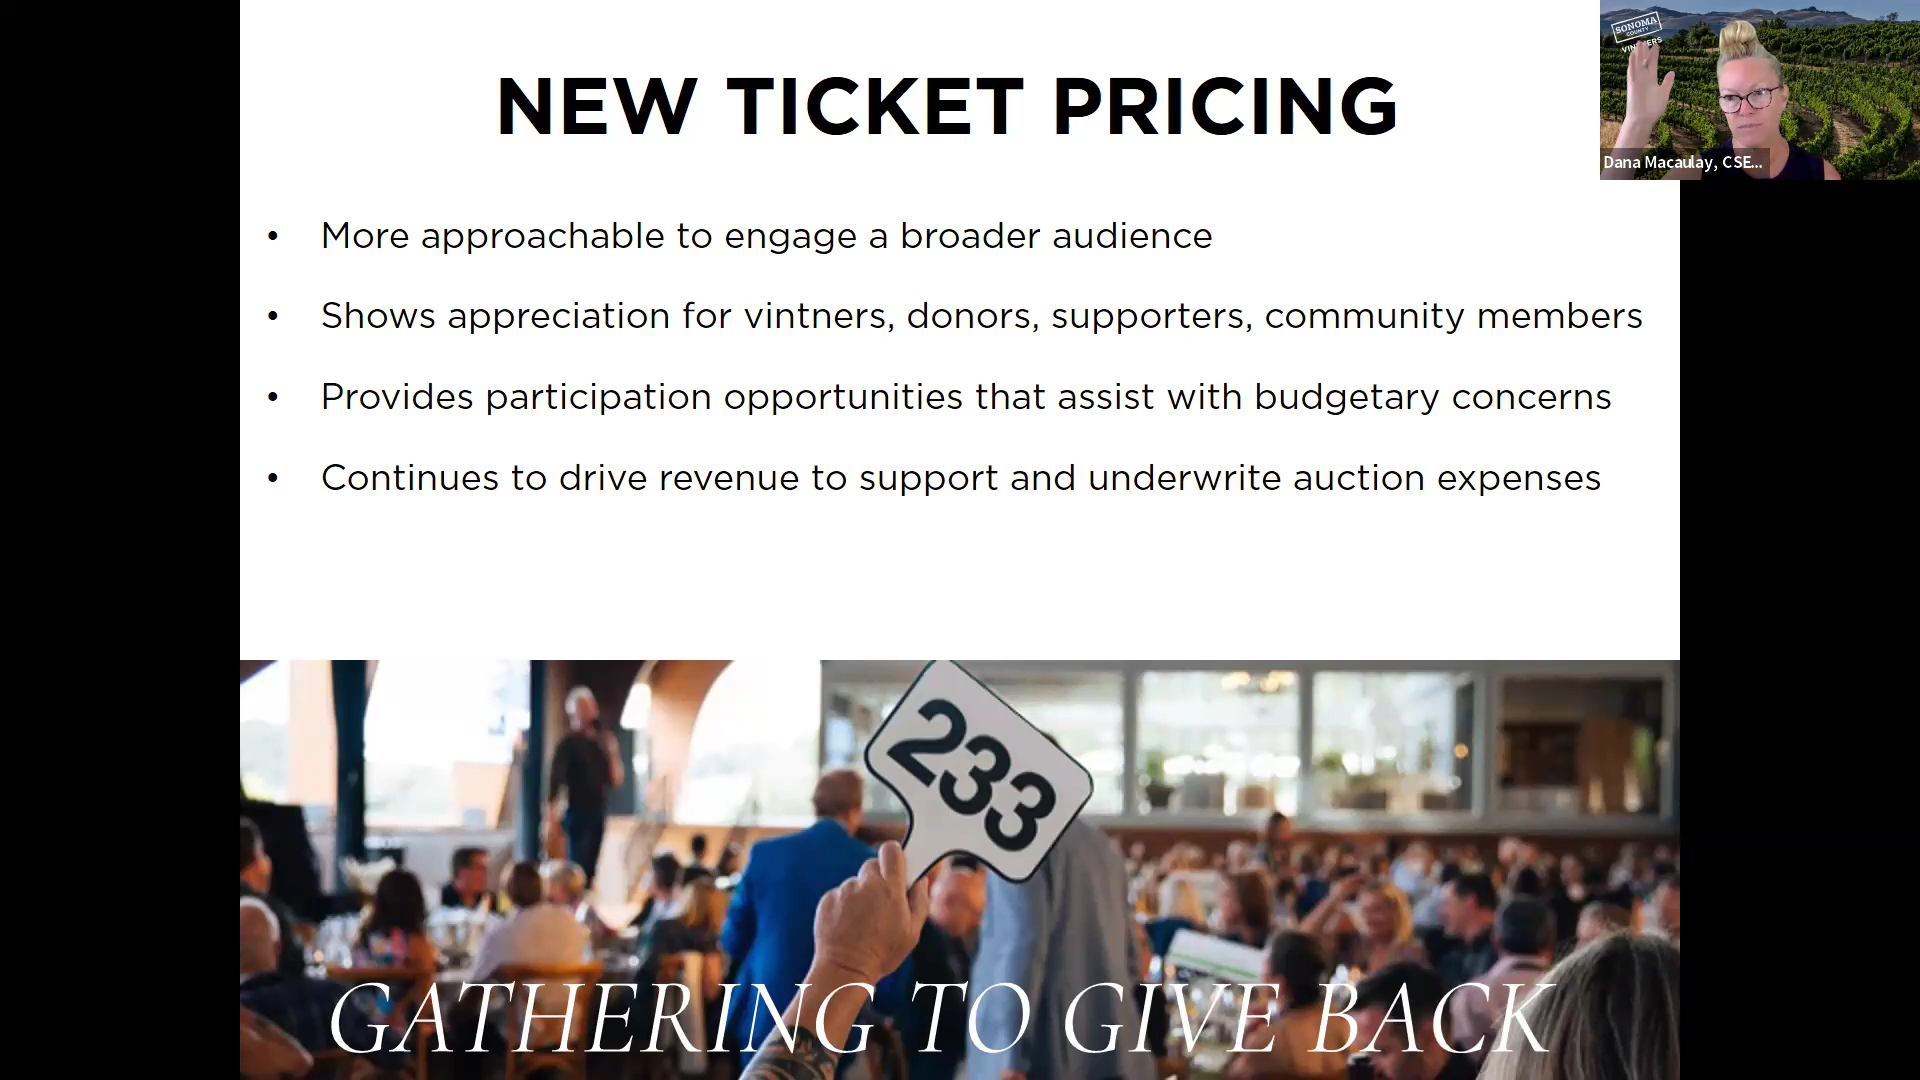 NEW TICKET PRICING
SONOMA
COUNTY
Dana Macaulay, CSE...
• More approachable to engage a broader audience
• Shows appreciation for vintners, donors, supporters, community members
• Provides participation opportunities that assist with budgetary concerns
• Continues to drive revenue to support and underwrite auction expenses
233
GATHERING TO GIVE BACK